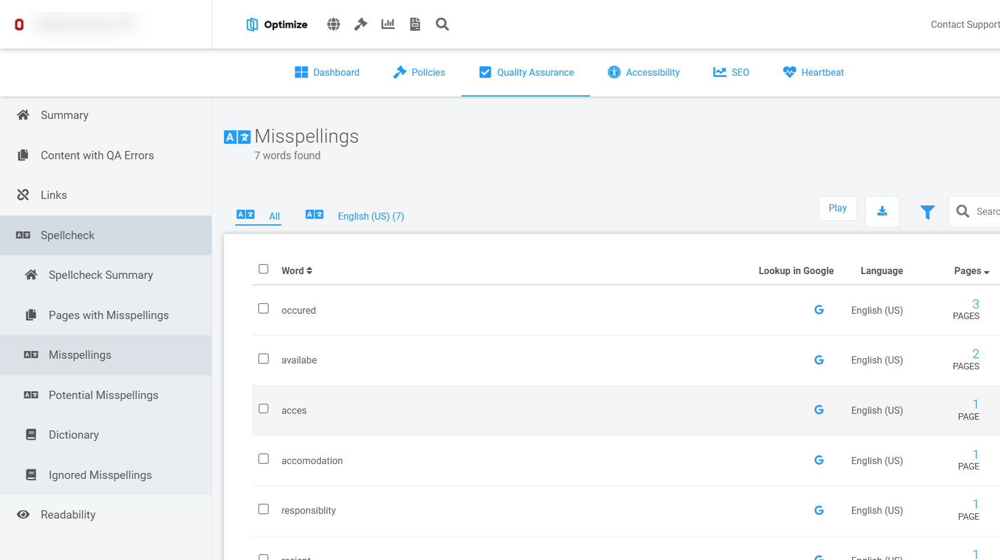 Optimize
Contact Support
Dashboard
Policies
Quality Assurance
Accessibility
SEO
Heartbeat
Summary
Content with QA Errors
Links
Spellcheck
Spellcheck Summary
Pages with Misspellings
Misspellings
Potential Misspellings
Dictionary
Ignored Misspellings
Readability
Misspellings
7 words found
All
English (US) (7)
Play
Searc
Word Lookup in Google Language Pages
occured English (US) 3 PAGES
availabe English (US) 2 PAGES
acces English (US) 1 PAGE
accomodation English (US) 1 PAGE
responsiblity English (US) 1 PAGE
English (US) 1